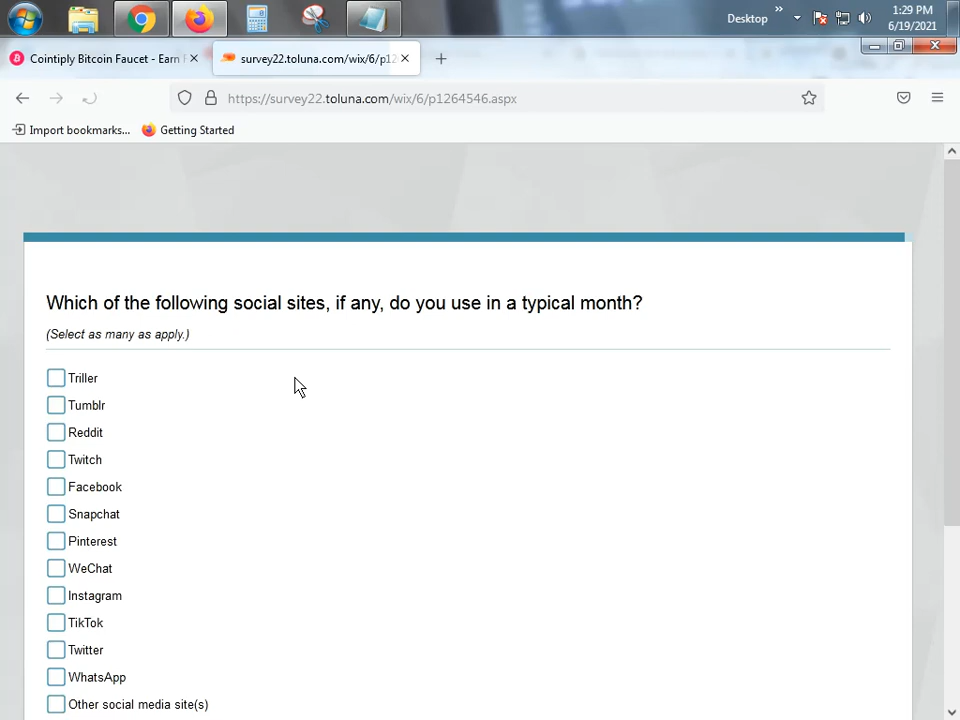 Desktop
»
1:29 PM
6/19/2021
Cointiply Bitcoin Faucet - Earn F
survey22.toluna.com/wix/6/p12
https://survey22.toluna.com/wix/6/p1264546.aspx
Import bookmarks...
Getting Started
Which of the following social sites, if any, do you use in a typical month?
(Select as many as apply.)
Triller
Tumblr
Reddit
Twitch
Facebook
Snapchat
Pinterest
WeChat
Instagram
TikTok
Twitter
WhatsApp
Other social media site(s)